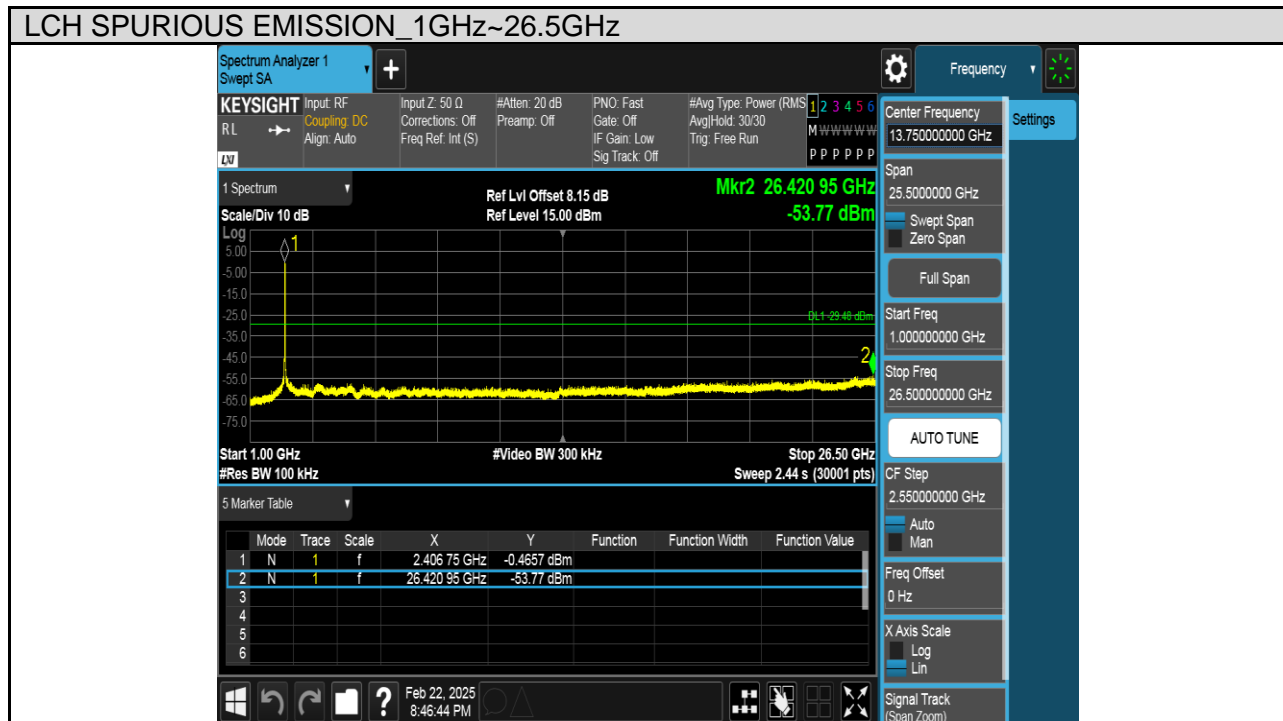 LCH SPURIOUS EMISSION_1GHz~26.5GHz
Spectrum Analyzer 1
Swept SA
+
Frequency
KEYSIGHT
RL
LXI
Input: RF
Coupling: DC
Align: Auto
Input Z: 50 Ω
Corrections: Off
Freq Ref: Int (S)
#Atten: 20 dB
Preamp: Off
PNO: Fast
Gate: Off
IF Gain: Low
Sig Track: Off
#Avg Type: Power (RMS
Avg|Hold: 30/30
Trig: Free Run
1 2 3 4 5 6
M W W W W W
P P P P P P
1 Spectrum
Scale/Div 10 dB
Ref Lvl Offset 8.15 dB
Ref Level 15.00 dBm
Mkr2 26.420 95 GHz
-53.77 dBm
Log
5.00
-5.00
-15.0
-25.0
-35.0
-45.0
-55.0
-65.0
-75.0
1
DL1 -29.48 dBm
2
Start 1.00 GHz
#Video BW 300 kHz
Stop 26.50 GHz
#Res BW 100 kHz
Sweep 2.44 s (30001 pts)
5 Marker Table
Mode Trace Scale X Y Function Function Width Function Value
1 N 1 f 2.406 75 GHz -0.4657 dBm
2 N 1 f 26.420 95 GHz -53.77 dBm
3
4
5
6
?
Feb 22, 2025
8:46:44 PM
Center Frequency
13.750000000 GHz
Settings
Span
25.5000000 GHz
Swept Span
Zero Span
Full Span
Start Freq
1.000000000 GHz
Stop Freq
26.500000000 GHz
AUTO TUNE
CF Step
2.550000000 GHz
Auto
Man
Freq Offset
0 Hz
X Axis Scale
Log
Lin
Signal Track
(Span Zoom)